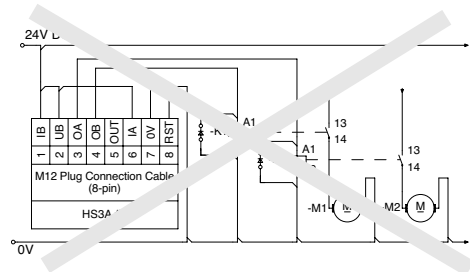 24V D
IB UB OA OB OUT IA 0V RST
1 2 3 4 5 6 7 8
M12 Plug Connection Cable
(8-pin)
HS3A
A1
-K
13
14
A1
13
14
-M1 M
-M2 M
0V